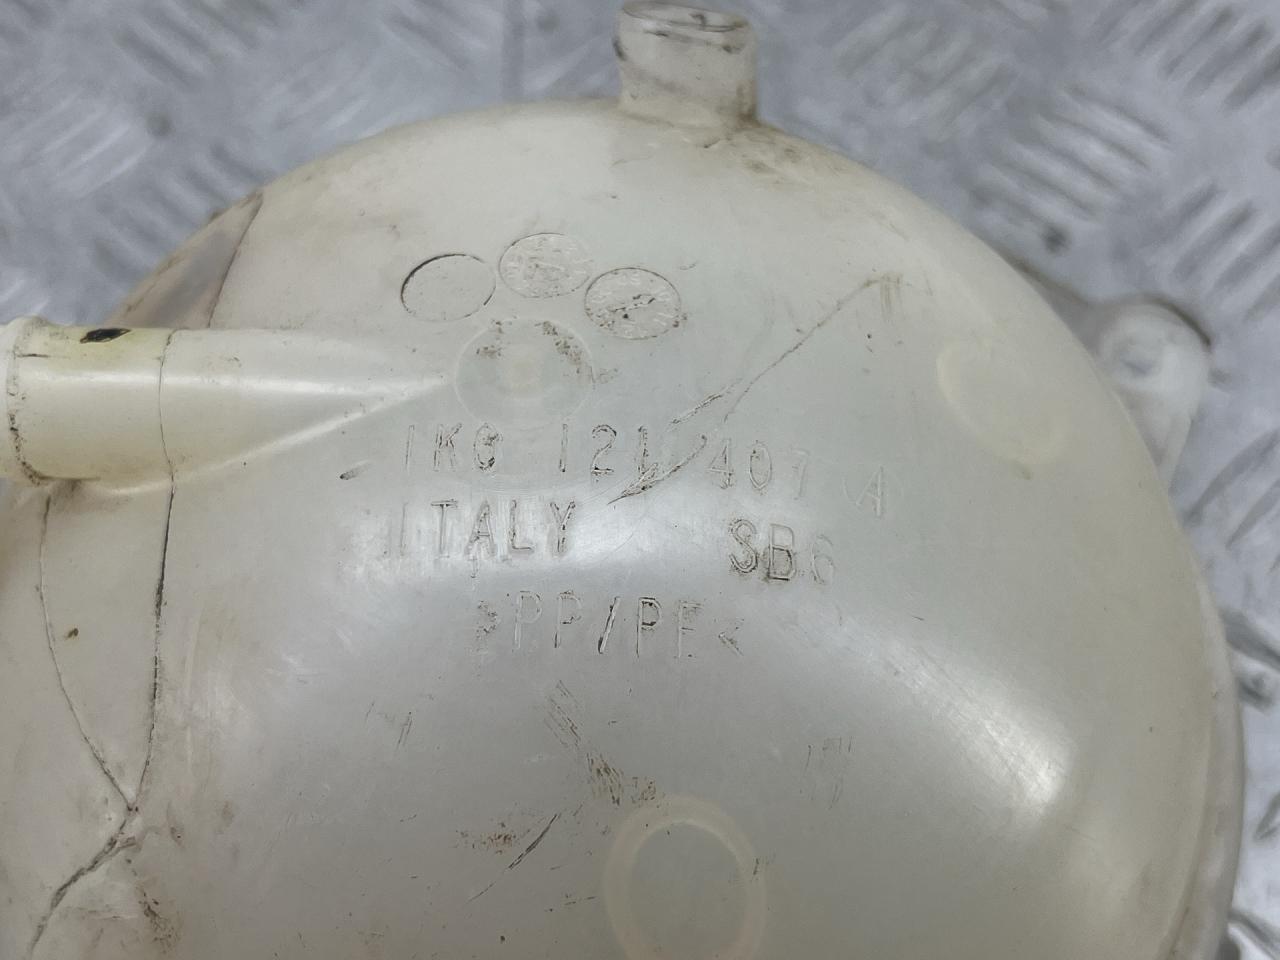 1K0 121 407 A
ITALY SB6
>PP/PE<